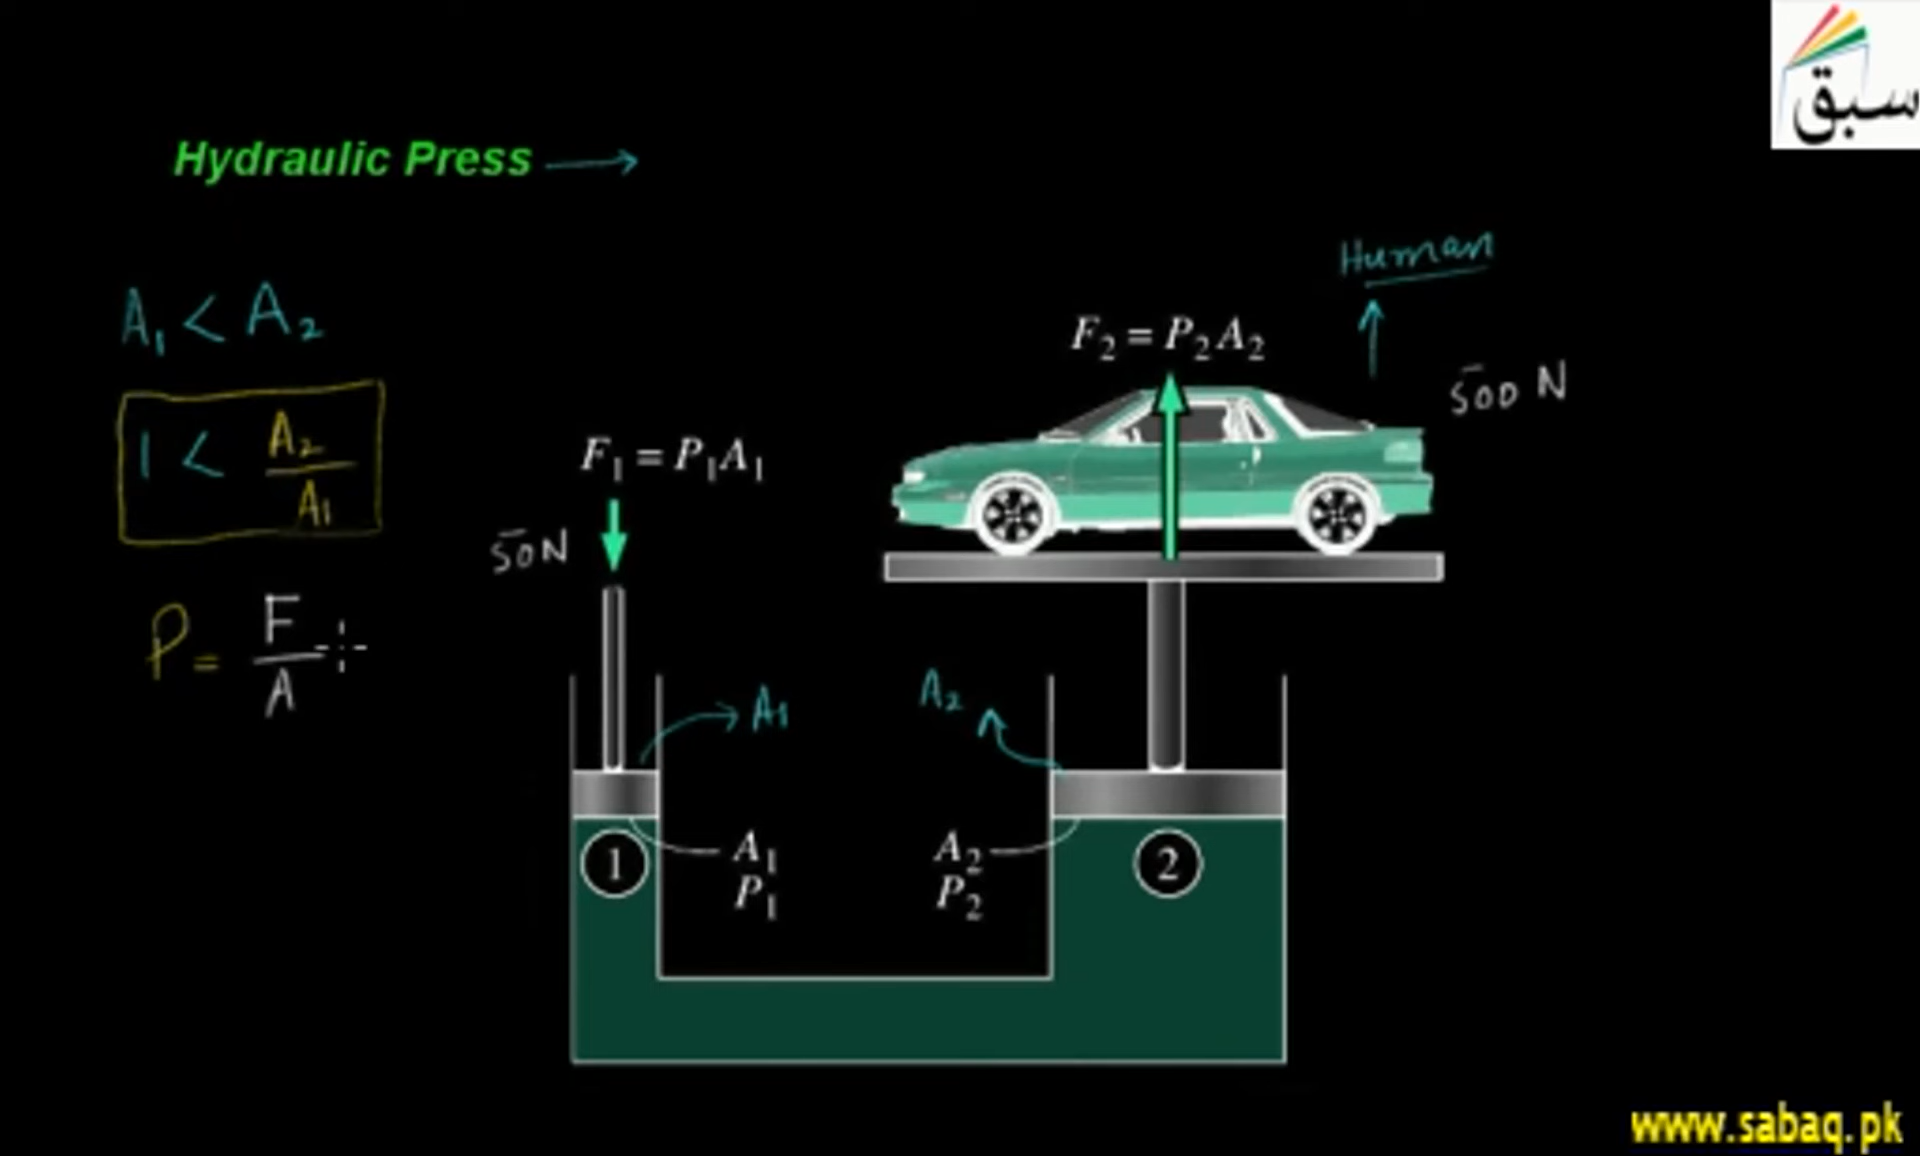 سبق
Hydraulic Press →
Human
A₁ < A₂
F₂ = P₂A₂
500 N
1 < A₂/A₁
F₁ = P₁A₁
50N
P = F/A
A₁
A₂
① A₁
P₁
A₂ ②
P₂
www.sabaq.pk